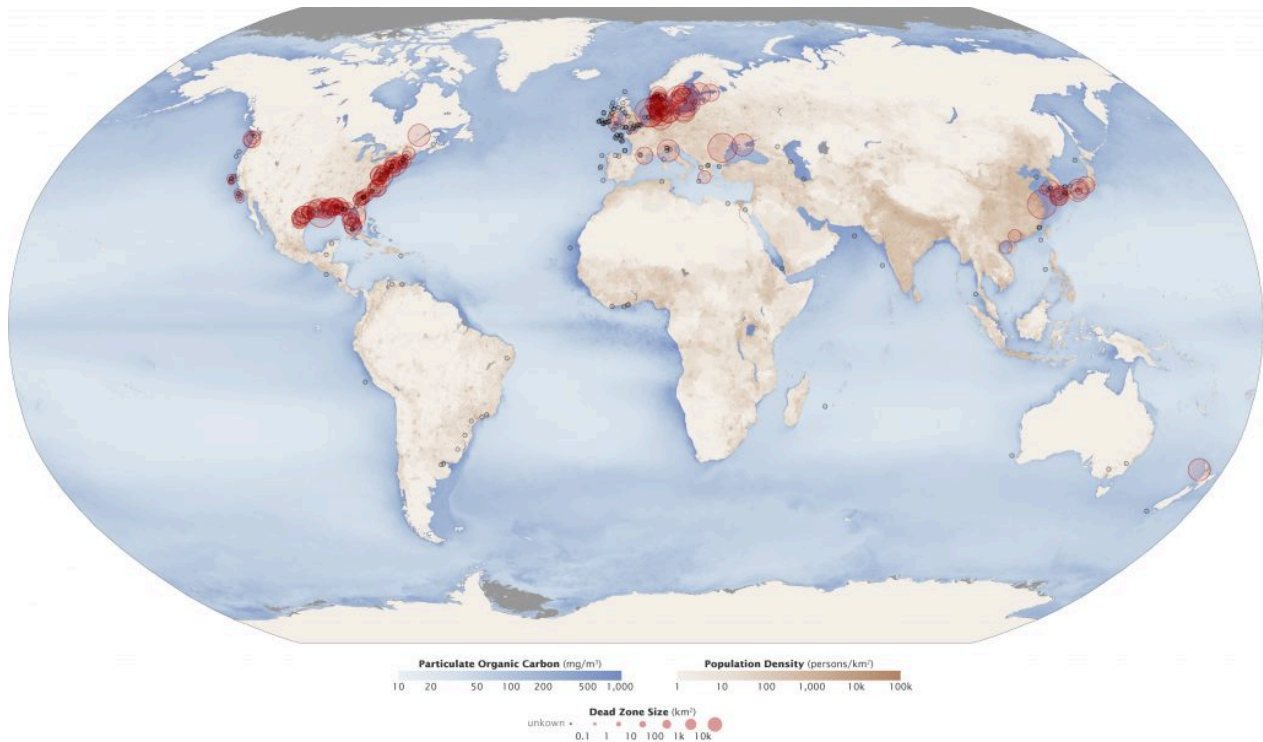 Particulate Organic Carbon (mg/m³)
10 20 50 100 200 500 1,000
Population Density (persons/km²)
1 10 100 1,000 10k 100k
Dead Zone Size (km²)
unkown
0.1 1 10 100 1k 10k